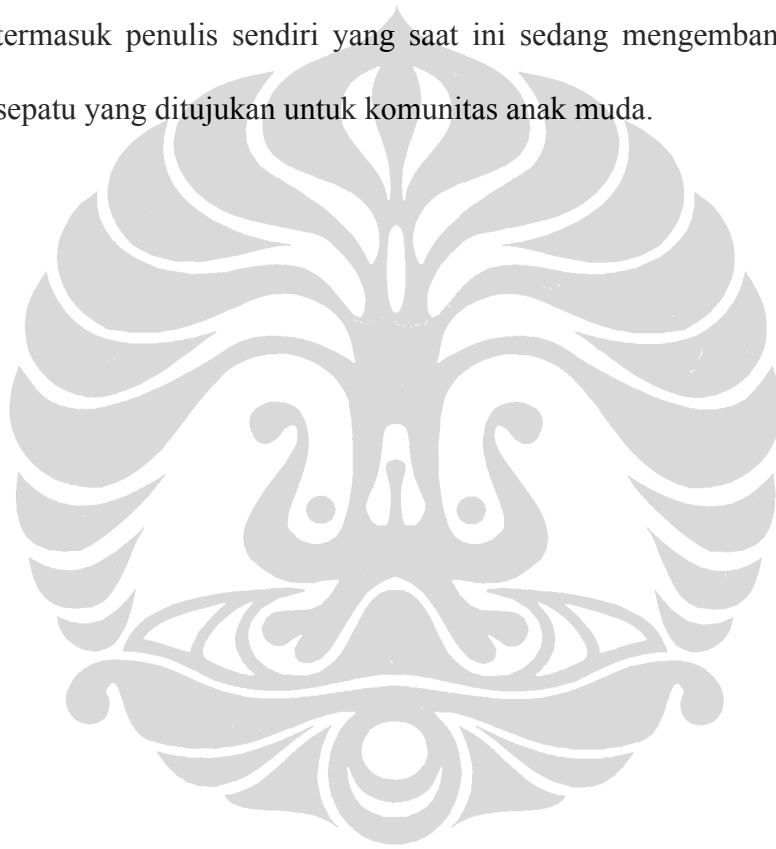 termasuk penulis sendiri yang saat ini sedang mengemban
sepatu yang ditujukan untuk komunitas anak muda.